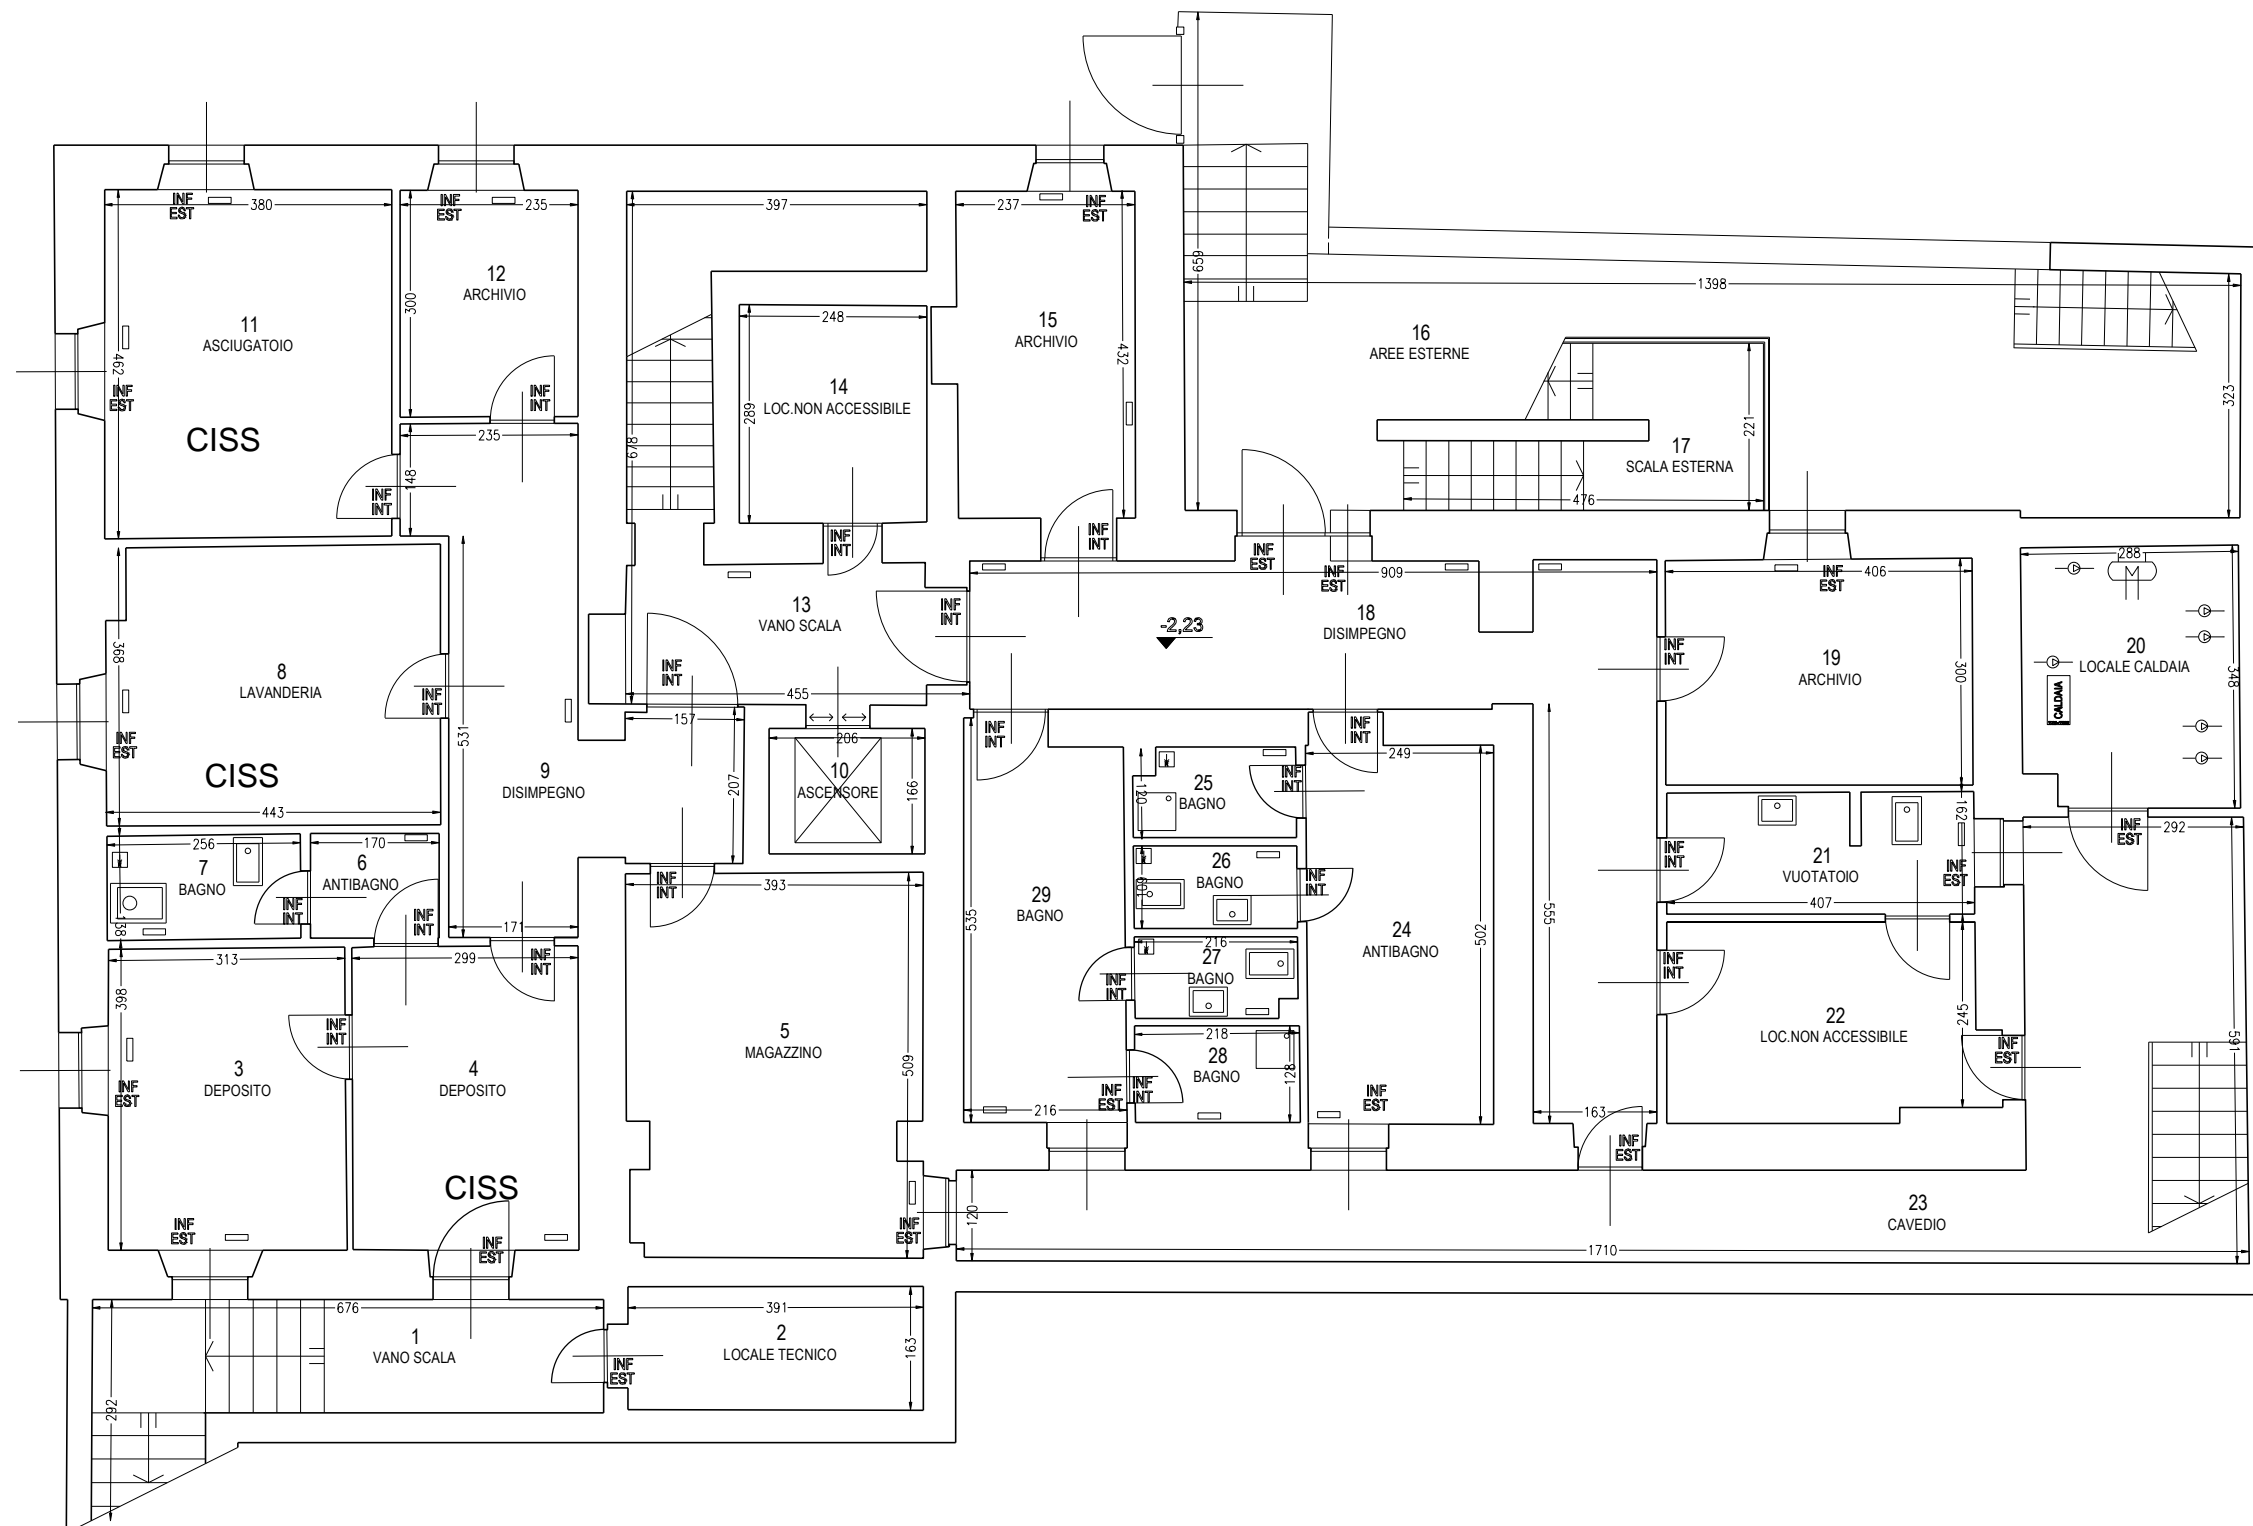 INF
EST
380
462
INF
EST
11
ASCIUGATOIO
CISS
INF
INT
INF
EST
235
300
12
ARCHIVIO
INF
INT
235
148
397
678
248
289
14
LOC.NON ACCESSIBILE
INF
INT
237
INF
EST
15
ARCHIVIO
432
INF
INT
659
1398
16
AREE ESTERNE
17
SCALA ESTERNA
221
476
323
368
8
LAVANDERIA
INF
INT
INF
EST
CISS
443
531
9
DISIMPEGNO
171
13
VANO SCALA
INF
INT
INF
INT
455
157
207
206
10
ASCENSORE
166
INF
EST
INF
EST
909
-2,23
18
DISIMPEGNO
INF
INT
INF
EST
406
19
ARCHIVIO
300
288
M
20
LOCALE CALDAIA
CALDAIA
348
256
7
BAGNO
138
INF
INT
170
6
ANTIBAGNO
INF
INT
INF
INT
INF
INT
393
5
MAGAZZINO
509
INF
EST
INF
INT
535
29
BAGNO
216
INF
EST
INF
INT
249
120
25
BAGNO
INF
INT
109
26
BAGNO
INF
INT
216
27
BAGNO
INF
INT
218
28
BAGNO
128
INF
INT
24
ANTIBAGNO
502
INF
EST
555
163
INF
EST
INF
INT
21
VUOTATOIO
162
407
INF
EST
INF
INT
22
LOC.NON ACCESSIBILE
245
INF
EST
292
INF
EST
591
313
398
3
DEPOSITO
INF
INT
INF
EST
INF
EST
299
4
DEPOSITO
CISS
INF
EST
120
23
CAVEDIO
1710
676
1
VANO SCALA
292
INF
EST
391
2
LOCALE TECNICO
163